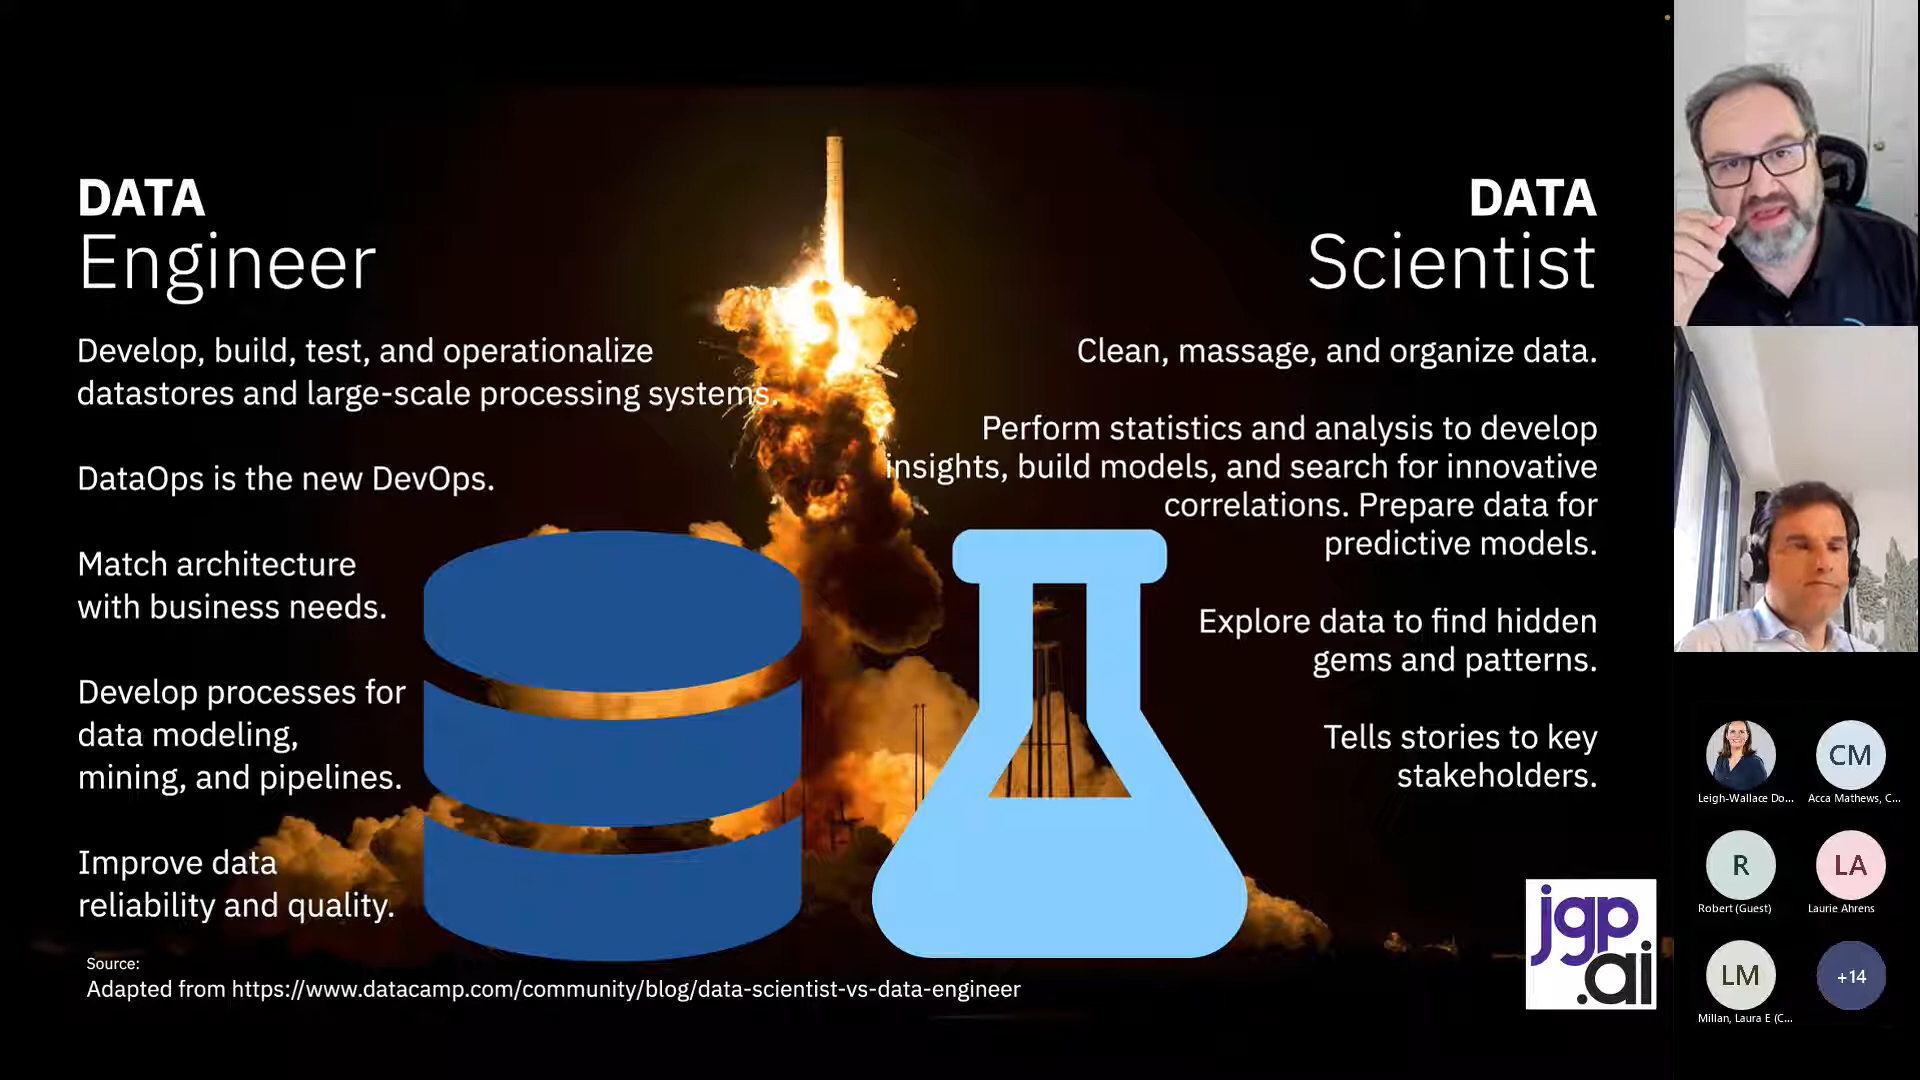 DATA
Engineer
Develop, build, test, and operationalize
datastores and large-scale processing systems.
DataOps is the new DevOps.
Match architecture
with business needs.
Develop processes for
data modeling,
mining, and pipelines.
Improve data
reliability and quality.
Source:
Adapted from https://www.datacamp.com/community/blog/data-scientist-vs-data-engineer
DATA
Scientist
Clean, massage, and organize data.
Perform statistics and analysis to develop
insights, build models, and search for innovative
correlations. Prepare data for
predictive models.
Explore data to find hidden
gems and patterns.
Tells stories to key
stakeholders.
jgp
.ai
Leigh-Wallace Do...
CM
Acca Mathews, C...
R
Robert (Guest)
LA
Laurie Ahrens
LM
Millan, Laura E (C...
+14